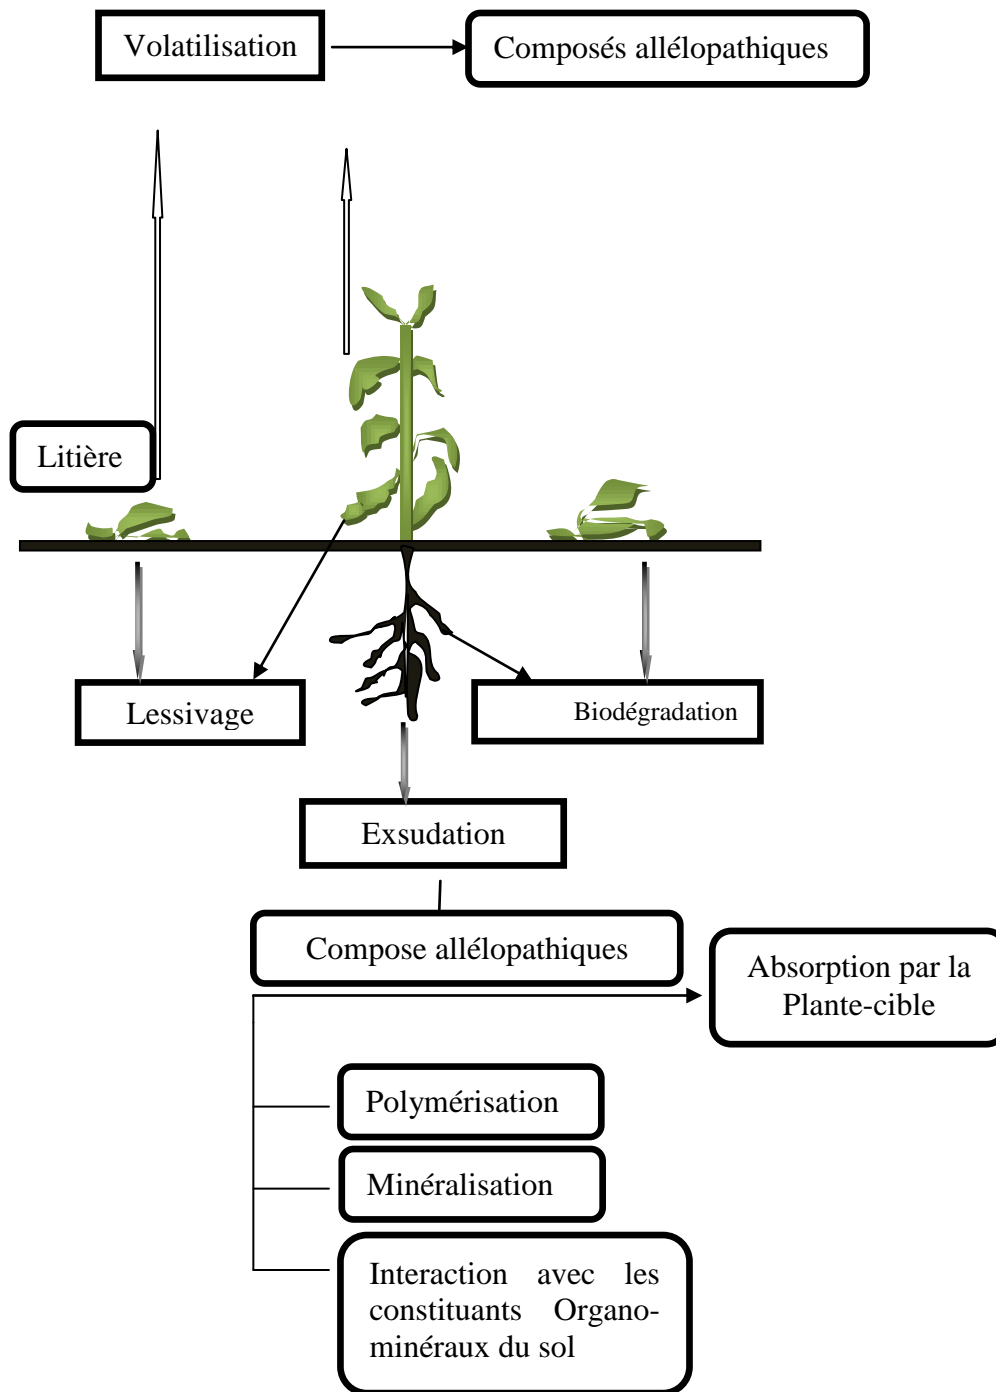 Volatilisation
Composés allélopathiques
Litière
Lessivage
Biodégradation
Exsudation
Compose allélopathiques
Absorption par la
Plante-cible
Polymérisation
Minéralisation
Interaction avec les
constituants Organo-
minéraux du sol